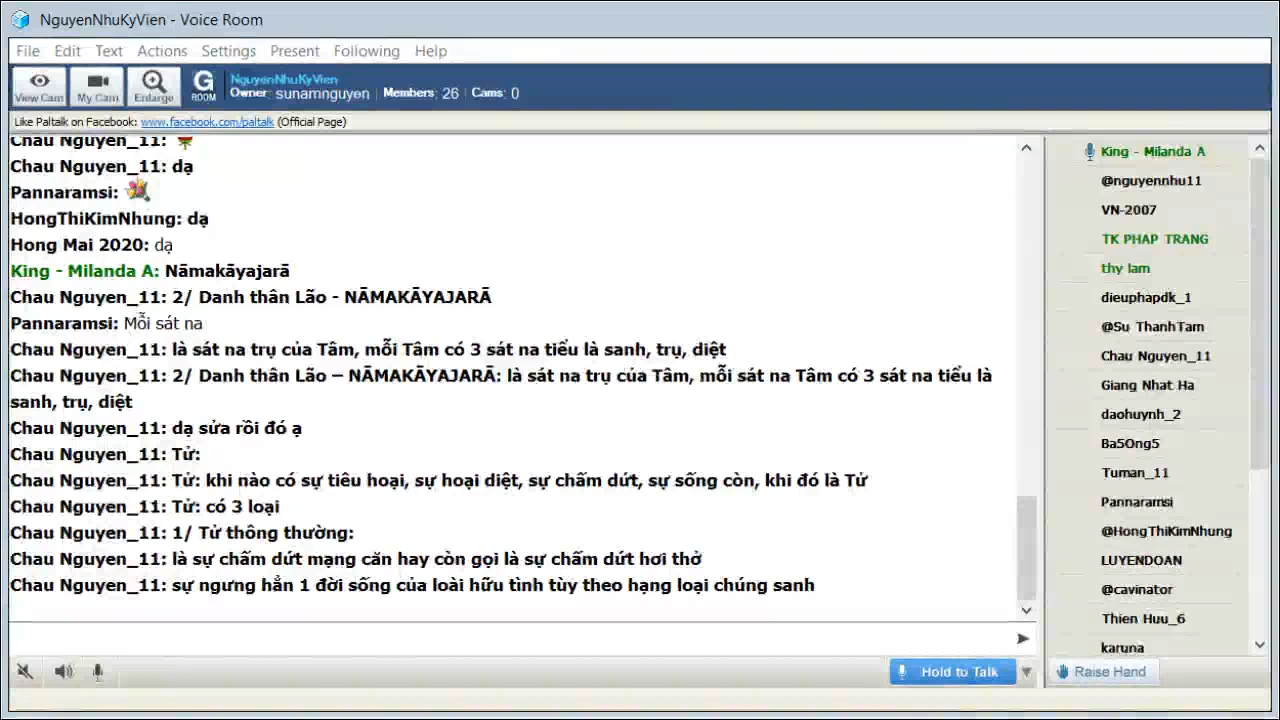 NguyenNhuKyVien - Voice Room
File Edit Text Actions Settings Present Following Help
View Cam My Cam Enlarge G ROOM NguyenNhuKyVien
Owner: sunamnguyen Members: 26 Cams: 0
Like Paltalk on Facebook: www.facebook.com/paltalk (Official Page)
Chau Nguyen_11:
Chau Nguyen_11: dạ
Pannaramsi:
HongThiKimNhung: dạ
Hong Mai 2020: dạ
King - Milanda A: Nāmakāyajarā
Chau Nguyen_11: 2/ Danh thân Lão - NĀMAKĀYAJARĀ
Pannaramsi: Mỗi sát na
Chau Nguyen_11: là sát na trụ của Tâm, mỗi Tâm có 3 sát na tiểu là sanh, trụ, diệt
Chau Nguyen_11: 2/ Danh thân Lão – NĀMAKĀYAJARĀ: là sát na trụ của Tâm, mỗi sát na Tâm có 3 sát na tiểu là
sanh, trụ, diệt
Chau Nguyen_11: dạ sửa rồi đó ạ
Chau Nguyen_11: Tử:
Chau Nguyen_11: Tử: khi nào có sự tiêu hoại, sự hoại diệt, sự chấm dứt, sự sống còn, khi đó là Tử
Chau Nguyen_11: Tử: có 3 loại
Chau Nguyen_11: 1/ Tử thông thường:
Chau Nguyen_11: là sự chấm dứt mạng căn hay còn gọi là sự chấm dứt hơi thở
Chau Nguyen_11: sự ngưng hẳn 1 đời sống của loài hữu tình tùy theo hạng loại chúng sanh
King - Milanda A
@nguyennhu11
VN-2007
TK PHAP TRANG
thy lam
dieuphapdk_1
@Su ThanhTam
Chau Nguyen_11
Giang Nhat Ha
daohuynh_2
Ba5Ong5
Tuman_11
Pannaramsi
@HongThiKimNhung
LUYENDOAN
@cavinator
Thien Huu_6
karuna
Hold to Talk
Raise Hand